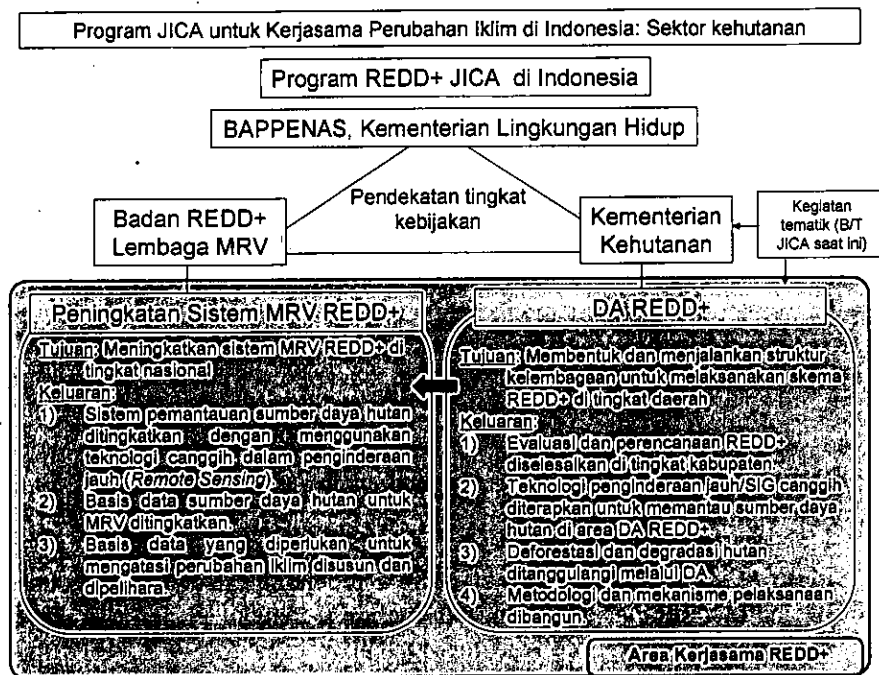 Program JICA untuk Kerjasama Perubahan Iklim di Indonesia: Sektor kehutanan
Program REDD+ JICA di Indonesia
BAPPENAS, Kementerian Lingkungan Hidup
Pendekatan tingkat
kebijakan
Badan REDD+
Lembaga MRV
Kementerian
Kehutanan
Kegiatan
tematik (B/T
JICA saat ini)
Peningkatan Sistem MRV REDD+
Tujuan: Meningkatkan sistem MRV REDD+ di
tingkat nasional
Keluaran:
1) Sistem pemantauan sumber daya hutan
ditingkatkan dengan menggunakan
teknologi canggih dalam penginderaan
jauh (Remote Sensing).
2) Basis data sumber daya hutan untuk
MRV ditingkatkan.
3) Basis data yang diperlukan untuk
mengatasi perubahan iklim disusun dan
dipelihara.
DA REDD+
Tujuan: Membentuk dan menjalankan struktur
kelembagaan untuk melaksanakan skema
REDD+ di tingkat daerah
Keluaran:
1) Evaluasi dan perencanaan REDD+
diselesaikan di tingkat kabupaten.
2) Teknologi penginderaan jauh/SIG canggih
diterapkan untuk memantau sumber daya
hutan di area DA REDD+
3) Deforestasi dan degradasi hutan
ditanggulangi melalui DA.
4) Metodologi dan mekanisme pelaksanaan
dibangun.
Area Kerjasama REDD+